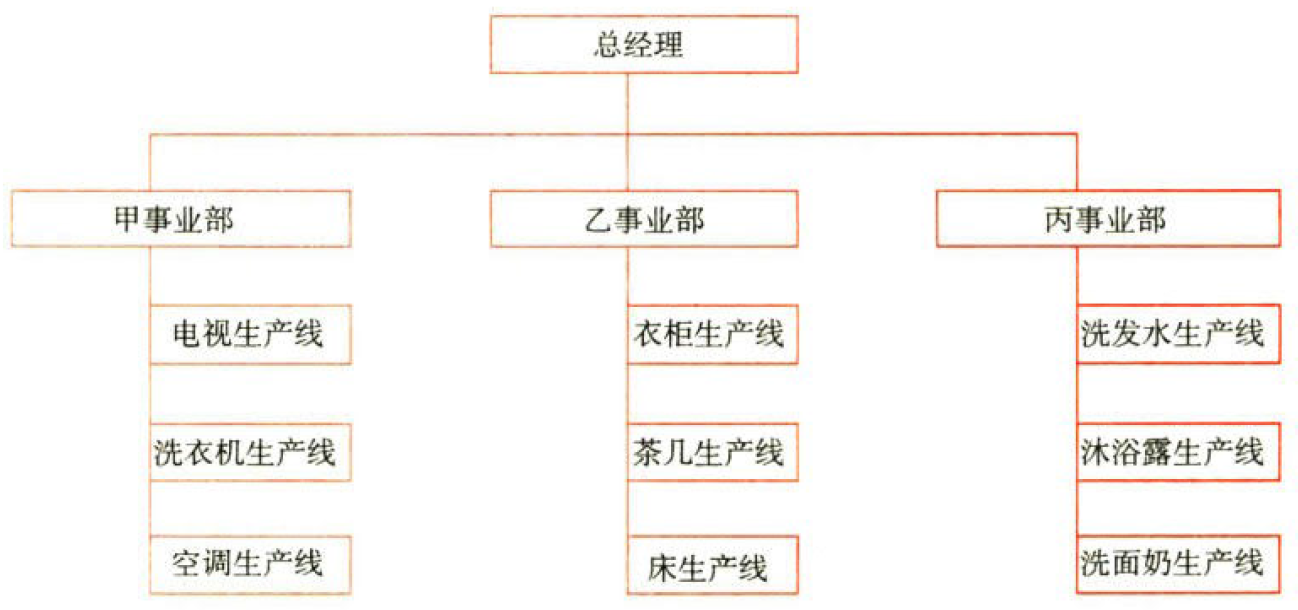 总经理
甲事业部
乙事业部
丙事业部
电视生产线
衣柜生产线
洗发水生产线
洗衣机生产线
茶几生产线
沐浴露生产线
空调生产线
床生产线
洗面奶生产线